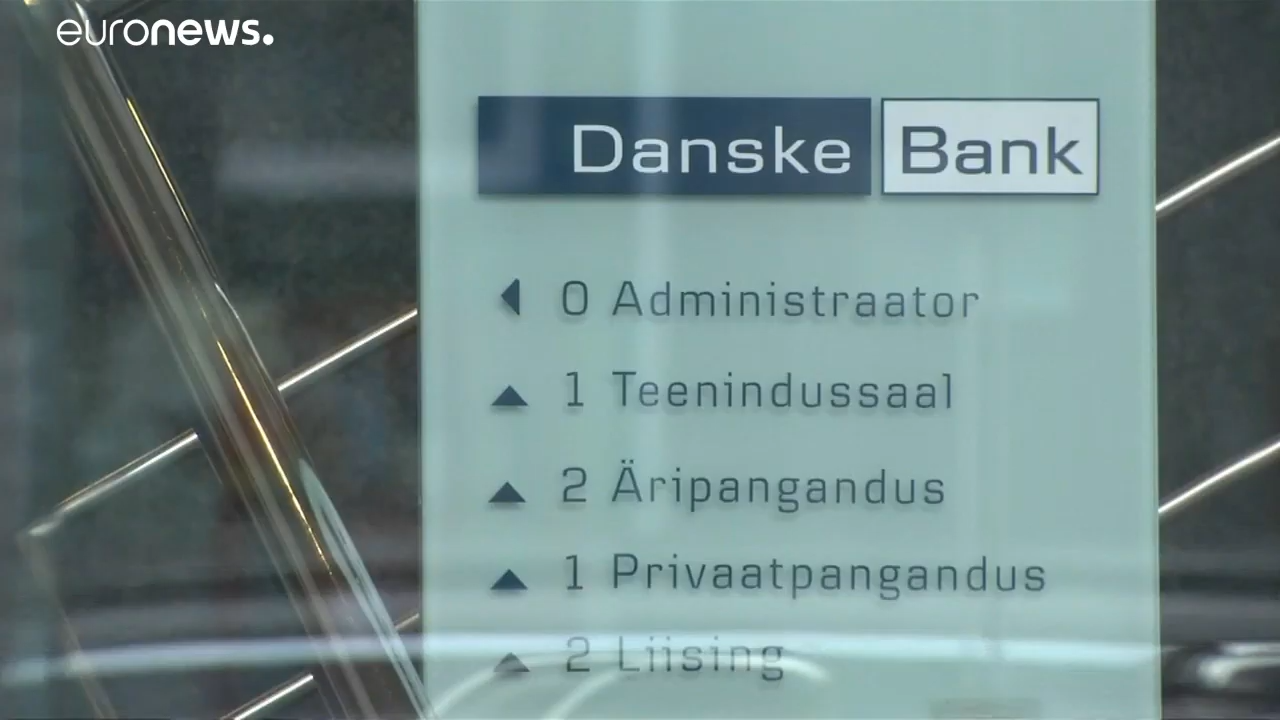 euronews.
Danske Bank
0 Administraator
1 Teenindussaal
2 Äripangandus
1 Privaatpangandus
2 Liising